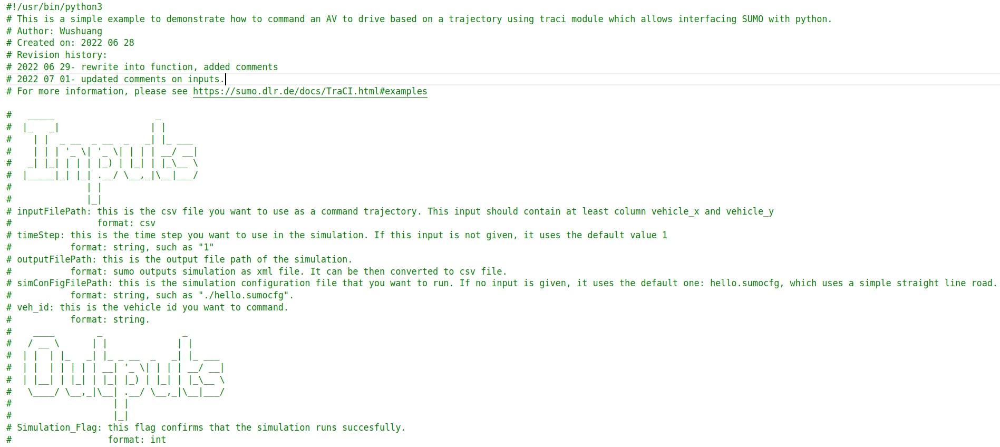 #!/usr/bin/python3
# This is a simple example to demonstrate how to command an AV to drive based on a trajectory using traci module which allows interfacing SUMO with python.
# Author: Wushuang
# Created on: 2022 06 28
# Revision history:
# 2022 06 29- rewrite into function, added comments
# 2022 07 01- updated comments on inputs.
# For more information, please see https://sumo.dlr.de/docs/TraCI.html#examples

#   _____                   _
#  |_   _|                 | |
#    | |  _ __  _ __  _   _| |_ ___
#    | | | '_ \| '_ \| | | | __/ __|
#   _| |_| | | | |_) | |_| | |_\__ \
#  |_____|_| |_| .__/ \__,_|\__|___/
#              | |
#              |_|
# inputFilePath: this is the csv file you want to use as a command trajectory. This input should contain at least column vehicle_x and vehicle_y
#                format: csv
# timeStep: this is the time step you want to use in the simulation. If this input is not given, it uses the default value 1
#           format: string, such as "1"
# outputFilePath: this is the output file path of the simulation.
#           format: sumo outputs simulation as xml file. It can be then converted to csv file.
# simConFigFilePath: this is the simulation configuration file that you want to run. If no input is given, it uses the default one: hello.sumocfg, which uses a simple straight line road.
#           format: string, such as "./hello.sumocfg".
# veh_id: this is the vehicle id you want to command.
#           format: string.
#    ____        _               _
#   / __ \      | |             | |
#  | |  | |_   _| |_ _ __  _   _| |_ ___
#  | |  | | | | | __| '_ \| | | | __/ __|
#  | |__| | |_| | |_| |_) | |_| | |_\__ \
#   \____/ \__,_|\__| .__/ \__,_|\__|___/
#                   | |
#                   |_|
# Simulation_Flag: this flag confirms that the simulation runs succesfully.
#                  format: int